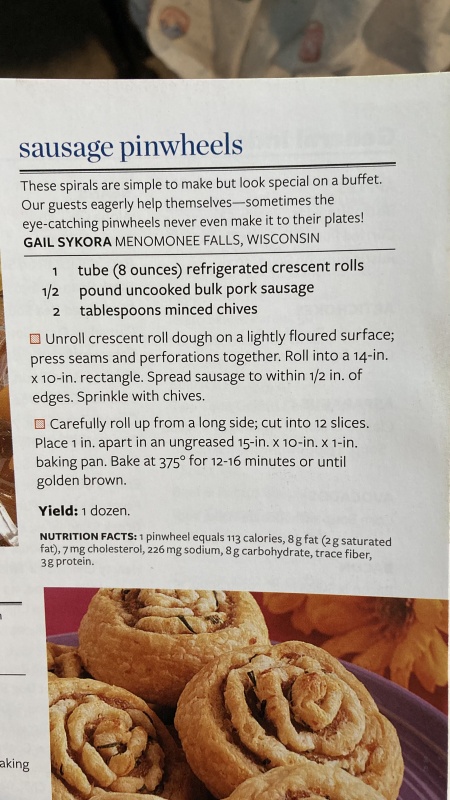 sausage pinwheels
These spirals are simple to make but look special on a buffet.
Our guests eagerly help themselves—sometimes the
eye-catching pinwheels never even make it to their plates!
GAIL SYKORA MENOMONEE FALLS, WISCONSIN
1 tube (8 ounces) refrigerated crescent rolls
1/2 pound uncooked bulk pork sausage
2 tablespoons minced chives
Unroll crescent roll dough on a lightly floured surface;
press seams and perforations together. Roll into a 14-in.
x 10-in. rectangle. Spread sausage to within 1/2 in. of
edges. Sprinkle with chives.
Carefully roll up from a long side; cut into 12 slices.
Place 1 in. apart in an ungreased 15-in. x 10-in. x 1-in.
baking pan. Bake at 375° for 12-16 minutes or until
golden brown.
Yield: 1 dozen.
NUTRITION FACTS: 1 pinwheel equals 113 calories, 8 g fat (2 g saturated
fat), 7 mg cholesterol, 226 mg sodium, 8 g carbohydrate, trace fiber,
3 g protein.
aking